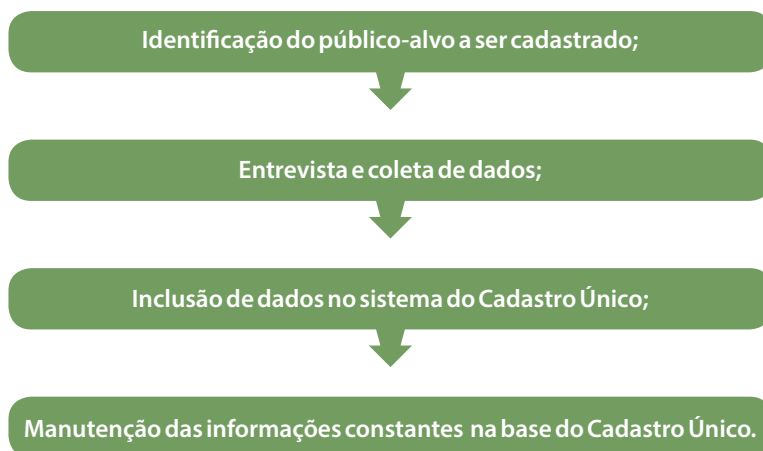 Identificação do público-alvo a ser cadastrado;
Entrevista e coleta de dados;
Inclusão de dados no sistema do Cadastro Único;
Manutenção das informações constantes na base do Cadastro Único.